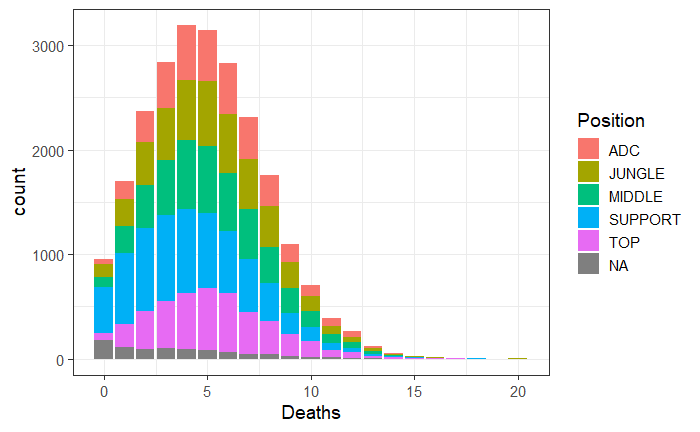 3000
2000
1000
0
count
0 5 10 15 20
Deaths
Position
ADC
JUNGLE
MIDDLE
SUPPORT
TOP
NA